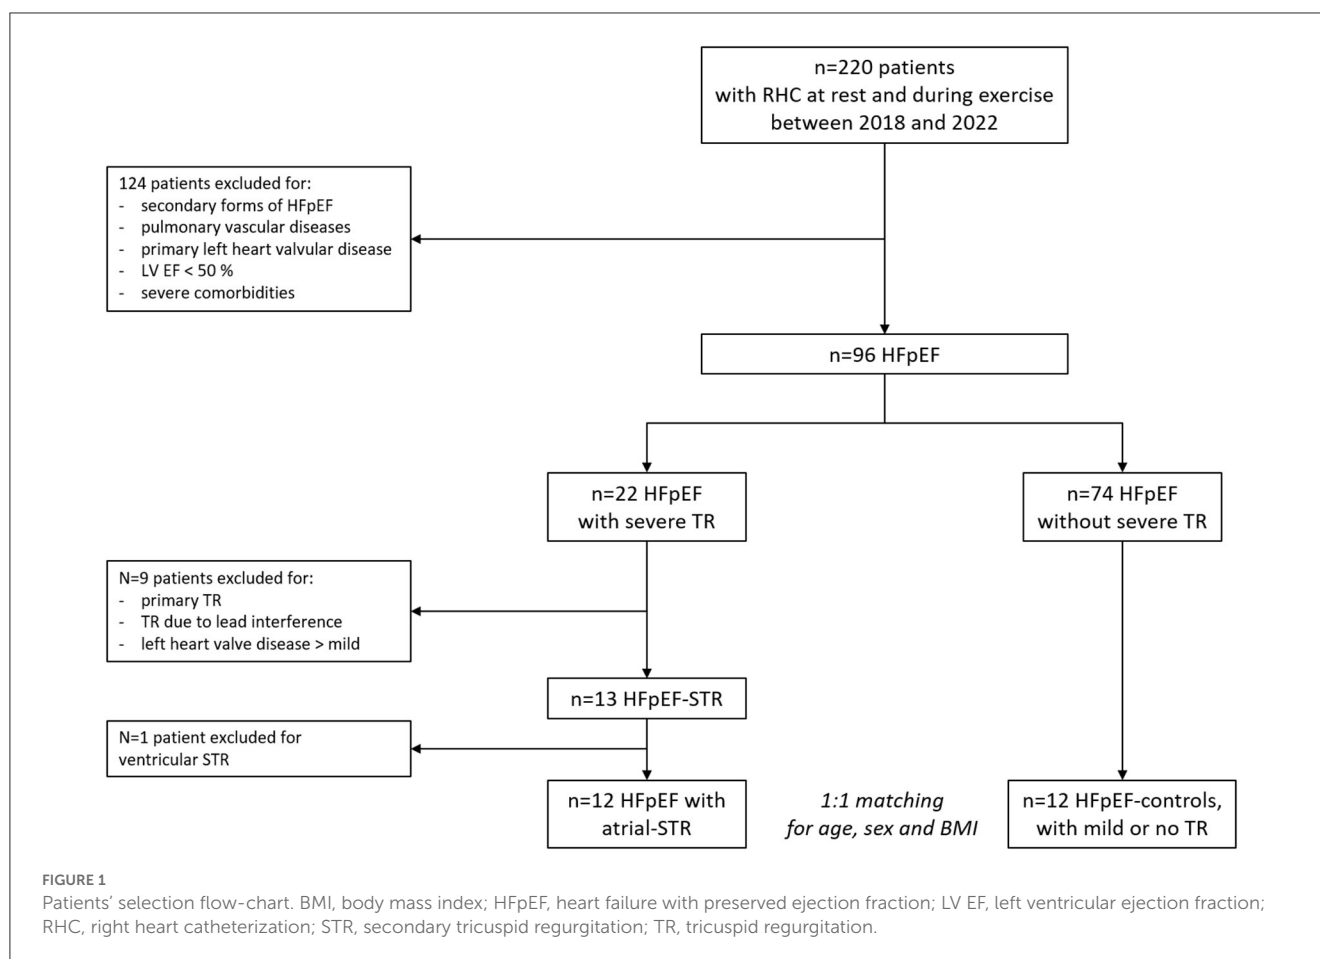 n=220 patients
with RHC at rest and during exercise
between 2018 and 2022
124 patients excluded for:
- secondary forms of HFpEF
- pulmonary vascular diseases
- primary left heart valvular disease
- LV EF < 50 %
- severe comorbidities
n=96 HFpEF
n=22 HFpEF
with severe TR
n=74 HFpEF
without severe TR
N=9 patients excluded for:
- primary TR
- TR due to lead interference
- left heart valve disease > mild
n=13 HFpEF-STR
N=1 patient excluded for
ventricular STR
n=12 HFpEF with
atrial-STR
1:1 matching
for age, sex and BMI
n=12 HFpEF-controls,
with mild or no TR
FIGURE 1
Patients’ selection flow-chart. BMI, body mass index; HFpEF, heart failure with preserved ejection fraction; LV EF, left ventricular ejection fraction;
RHC, right heart catheterization; STR, secondary tricuspid regurgitation; TR, tricuspid regurgitation.